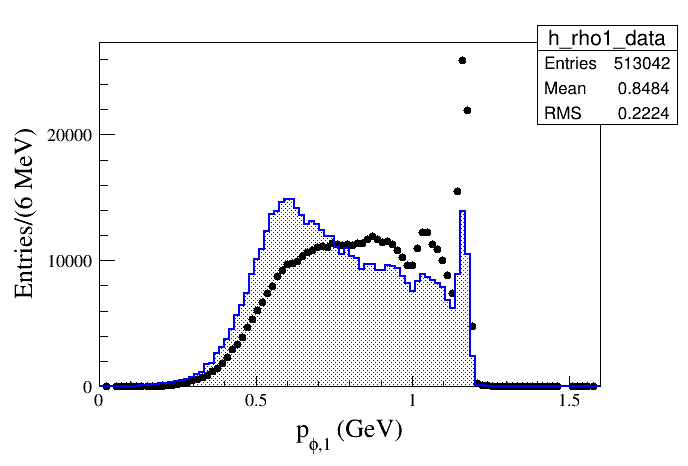 h_rho1_data
Entries 513042
Mean 0.8484
RMS 0.2224
Entries/(6 MeV)
20000
10000
0
0 0.5 1 1.5
p_ϕ,1 (GeV)